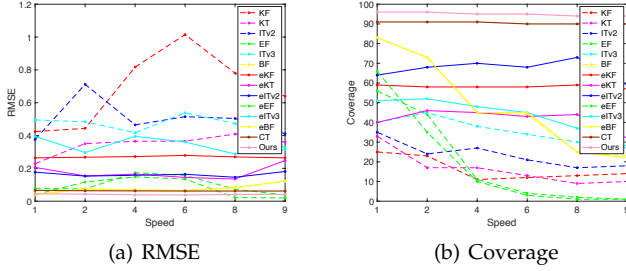 1.2
1
0.8
0.6
0.4
0.2
0
RMSE
1 2 4 6 8 9
Speed
KF
KT
ITv2
EF
ITv3
BF
eKF
eKT
eITv2
eEF
eITv3
eBF
CT
Ours
(a) RMSE
100
90
80
70
60
50
40
30
20
10
0
Coverage
1 2 4 6 8 9
Speed
KF
KT
ITv2
EF
ITv3
BF
eKF
eKT
eITv2
eEF
eITv3
eBF
CT
Ours
(b) Coverage